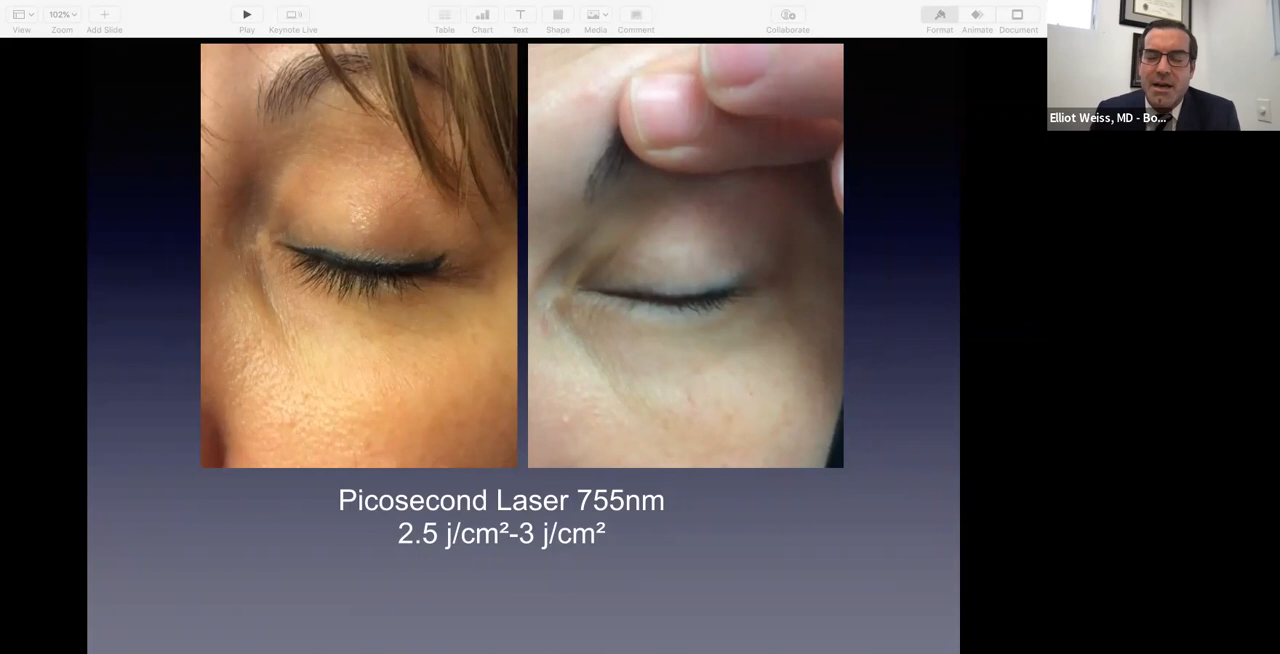 102%
View
Zoom
Add Slide
Play
Keynote Live
Table
Chart
Text
Shape
Media
Comment
Collaborate
Format
Animate
Document
Elliot Weiss, MD - Bo...
Picosecond Laser 755nm
2.5 j/cm²-3 j/cm²